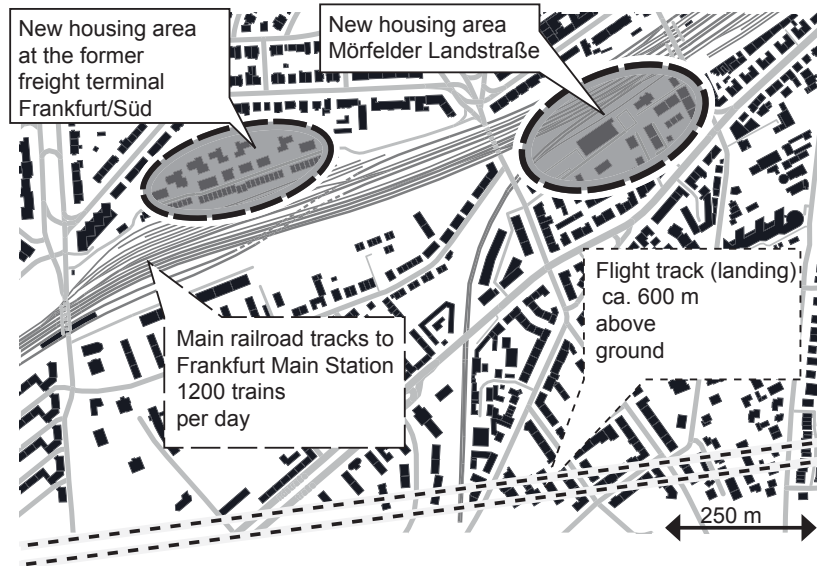 New housing area
at the former
freight terminal
Frankfurt/Süd
New housing area
Mörfelder Landstraße
Flight track (landing)
ca. 600 m
above
ground
Main railroad tracks to
Frankfurt Main Station
1200 trains
per day
250 m